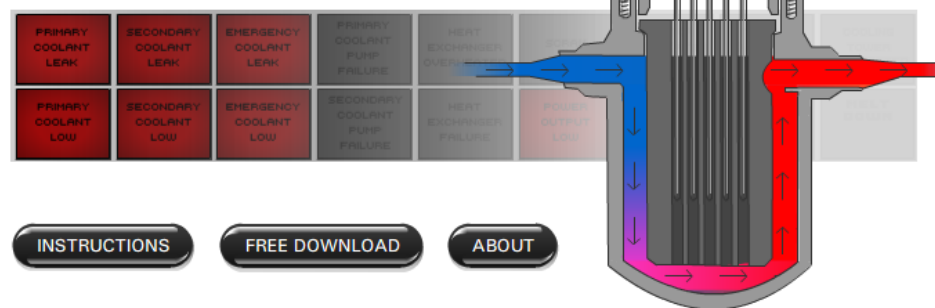 PRIMARY
COOLANT
LEAK
SECONDARY
COOLANT
LEAK
EMERGENCY
COOLANT
LEAK
PRIMARY
COOLANT
PUMP
FAILURE
HEAT
EXCHANGER
PRIMARY
COOLANT
LOW
SECONDARY
COOLANT
LOW
EMERGENCY
COOLANT
LOW
SECONDARY
COOLANT
PUMP
FAILURE
HEAT
EXCHANGER
FAILURE
POWER
OUTPUT
LOW
INSTRUCTIONS
FREE DOWNLOAD
ABOUT